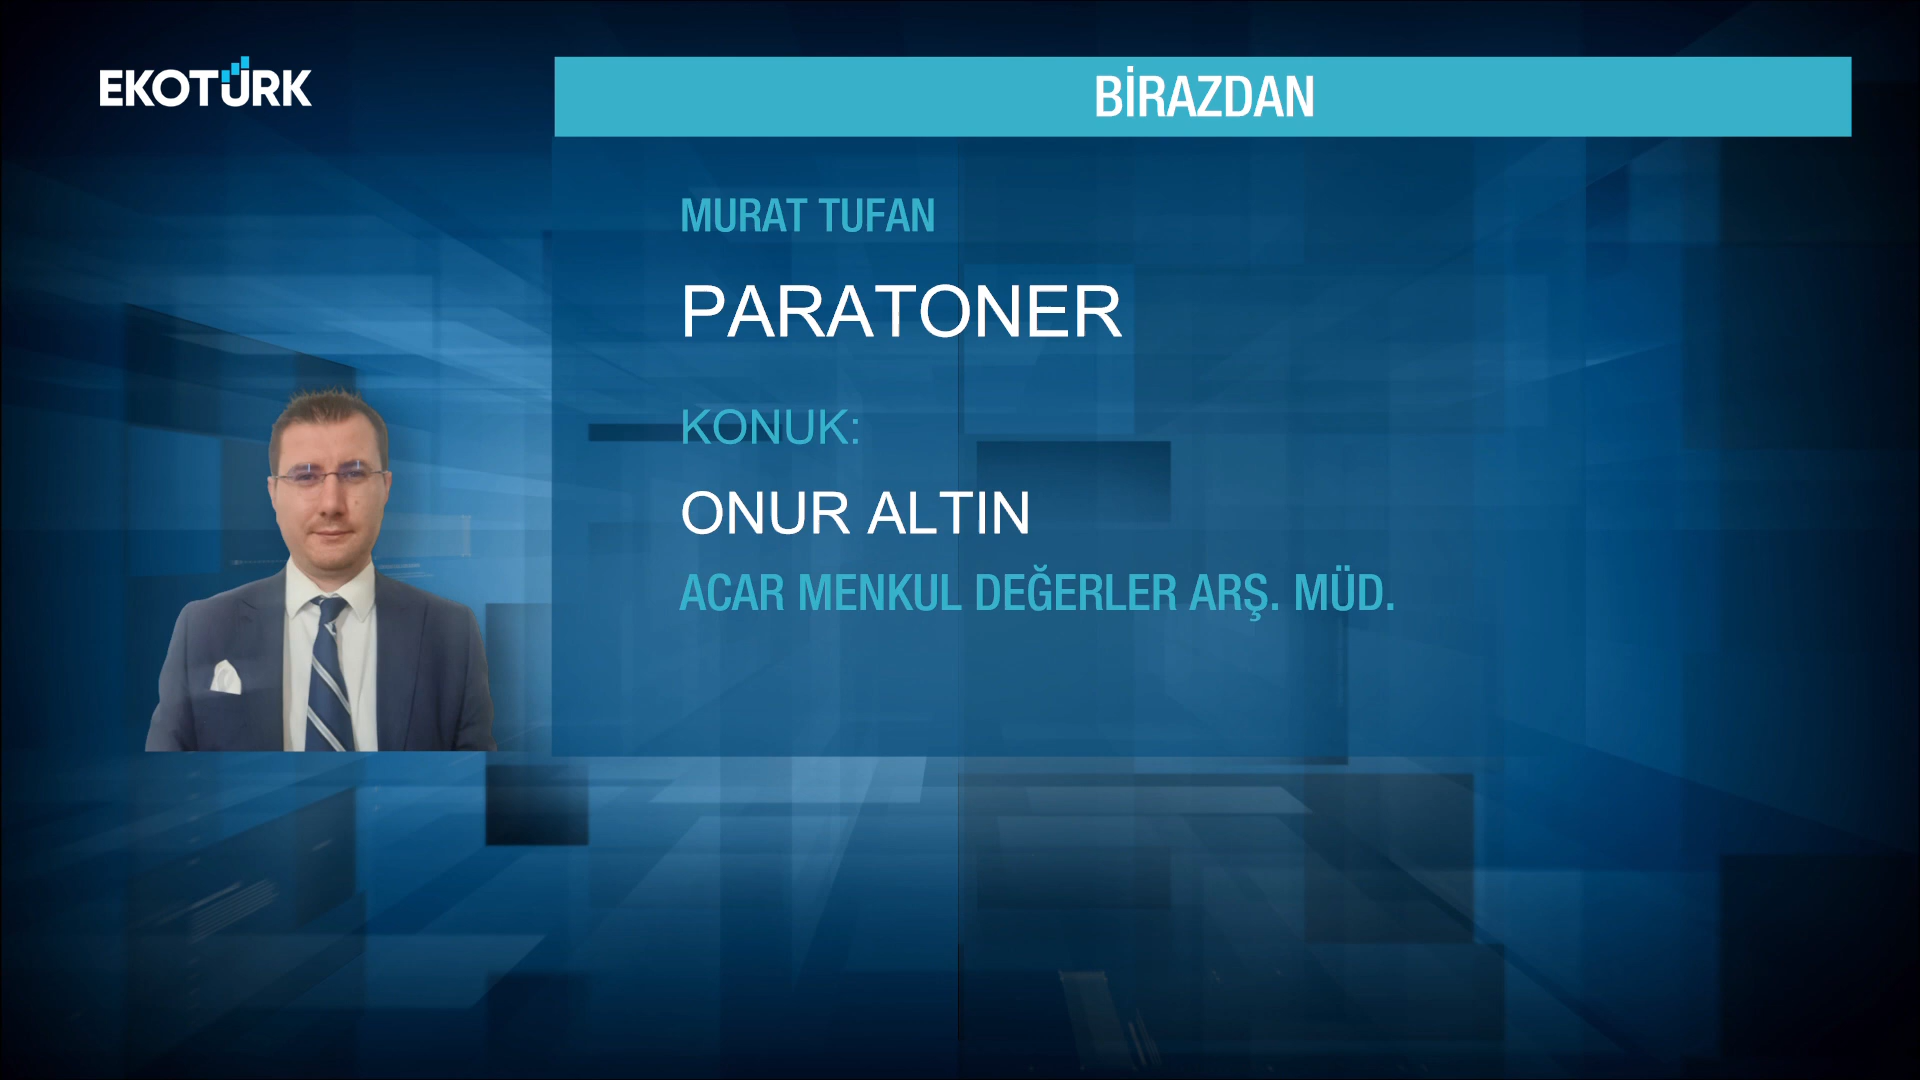 EKOTÜRK
BİRAZDAN
MURAT TUFAN
PARATONER
KONUK:
ONUR ALTIN
ACAR MENKUL DEĞERLER ARŞ. MÜD.